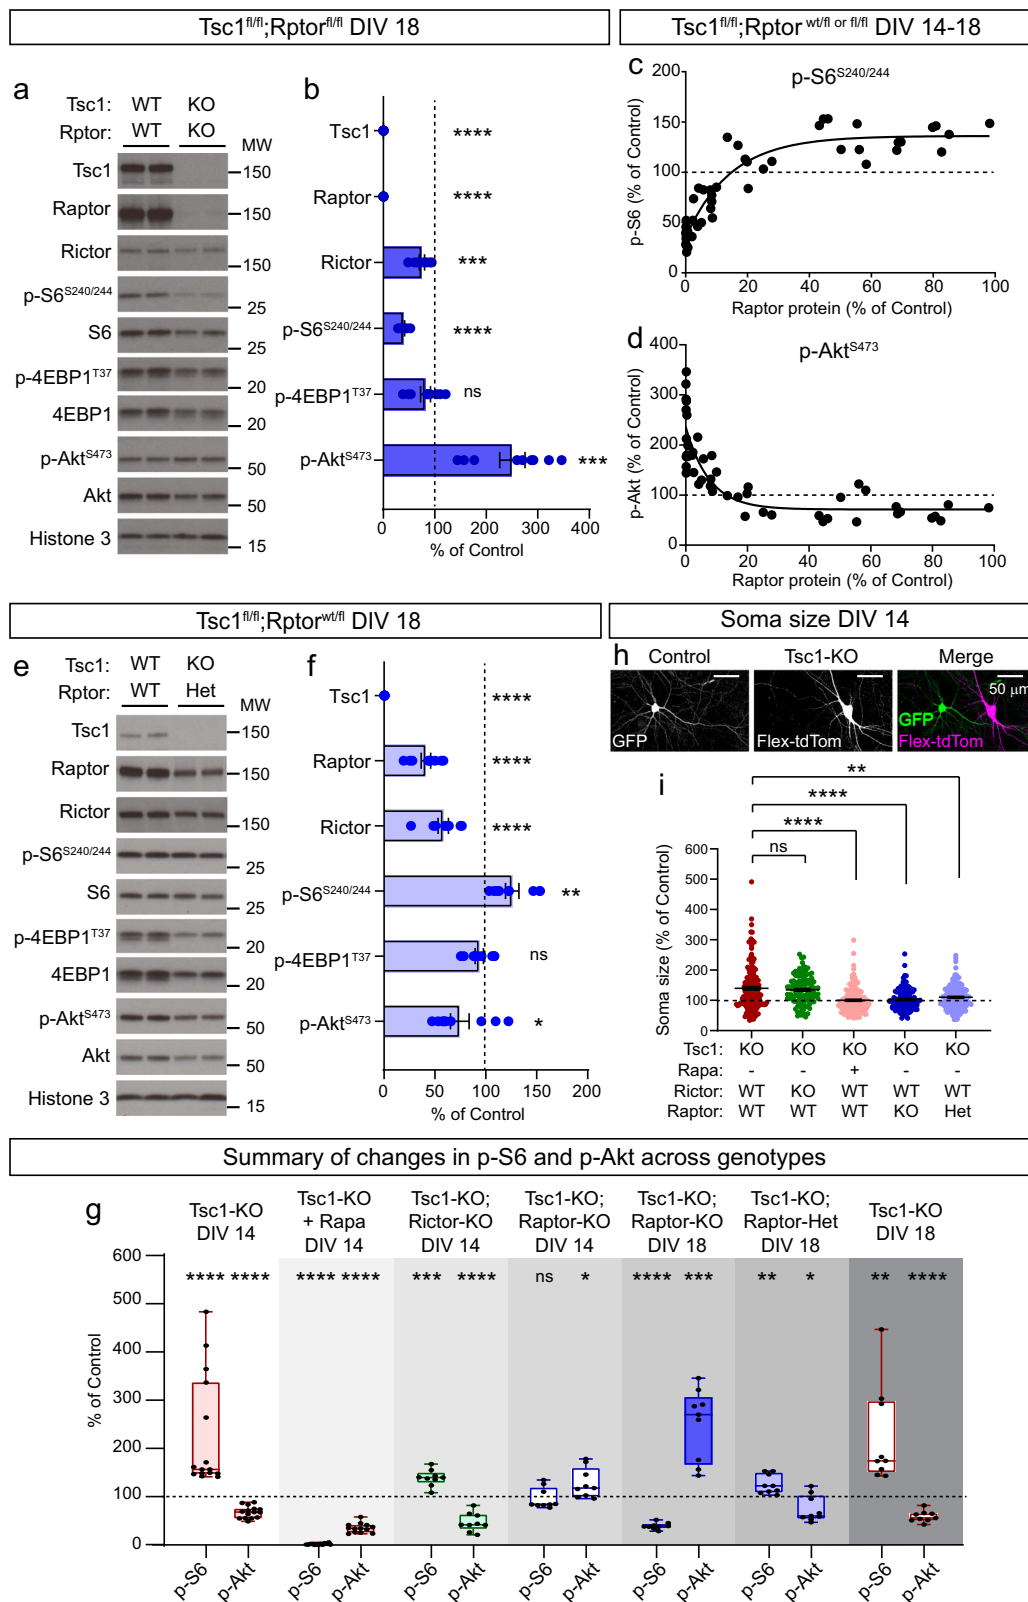 Tsc1fl/fl;Rptorfl/fl DIV 18
Tsc1fl/fl;Rptor wt/fl or fl/fl DIV 14-18
a
Tsc1: WT KO
Rptor: WT KO
MW
Tsc1
150
Raptor
150
Rictor
150
p-S6S240/244
25
S6
25
p-4EBP1T37
20
4EBP1
20
p-AktS473
50
Akt
50
Histone 3
15
b
Tsc1 ****
Raptor ****
Rictor ***
p-S6S240/244 ****
p-4EBP1T37 ns
p-AktS473 ***
0 100 200 300 400
% of Control
c
p-S6S240/244
p-S6 (% of Control)
200
150
100
50
0
0 20 40 60 80 100
Raptor protein (% of Control)
d
p-AktS473
p-Akt (% of Control)
400
300
200
100
0
0 20 40 60 80 100
Raptor protein (% of Control)
Tsc1fl/fl;Rptorwt/fl DIV 18
Soma size DIV 14
e
Tsc1: WT KO
Rptor: WT Het
MW
Tsc1
150
Raptor
150
Rictor
150
p-S6S240/244
25
S6
25
p-4EBP1T37
20
4EBP1
20
p-AktS473
50
Akt
50
Histone 3
15
f
Tsc1 ****
Raptor ****
Rictor ****
p-S6S240/244 **
p-4EBP1T37 ns
p-AktS473 *
0 50 100 150 200
% of Control
h
Control Tsc1-KO Merge
GFP
Flex-tdTom
50 µm
GFP
Flex-tdTom
i
**
****
****
ns
Soma size (% of Control)
600
500
400
300
200
100
0
Tsc1: KO KO KO KO KO
Rapa: - - + - -
Rictor: WT KO WT WT WT
Raptor: WT WT WT KO Het
Summary of changes in p-S6 and p-Akt across genotypes
g
Tsc1-KO
DIV 14
Tsc1-KO
+ Rapa
DIV 14
Tsc1-KO;
Rictor-KO
DIV 14
Tsc1-KO;
Raptor-KO
DIV 14
Tsc1-KO;
Raptor-KO
DIV 18
Tsc1-KO;
Raptor-Het
DIV 18
Tsc1-KO
DIV 18
**** **** **** **** *** **** ns * **** *** ** * ** ****
% of Control
600
500
400
300
200
100
0
p-S6 p-Akt p-S6 p-Akt p-S6 p-Akt p-S6 p-Akt p-S6 p-Akt p-S6 p-Akt p-S6 p-Akt